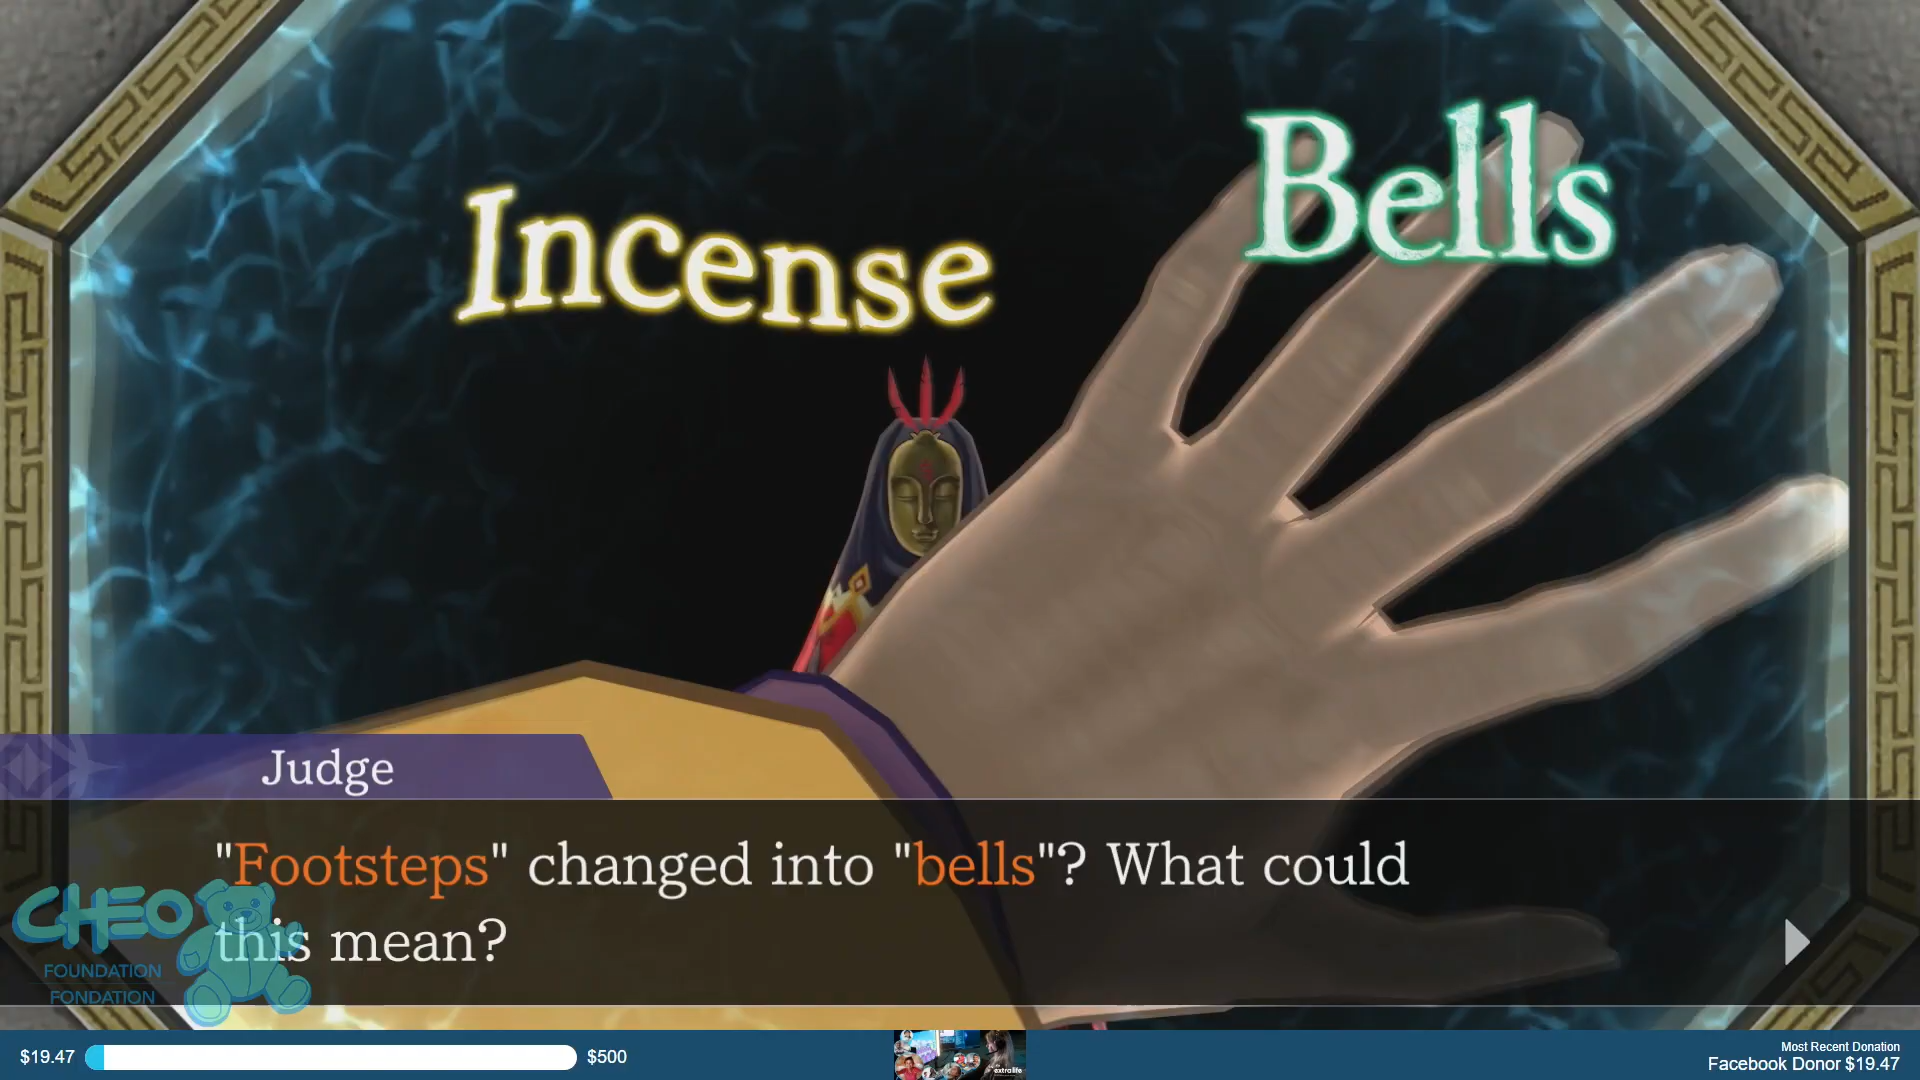 Incense
Bells
Judge
"Footsteps" changed into "bells"? What could
this mean?
CHEO
FOUNDATION
FONDATION
$19.47
$500
extralife
Most Recent Donation
Facebook Donor $19.47